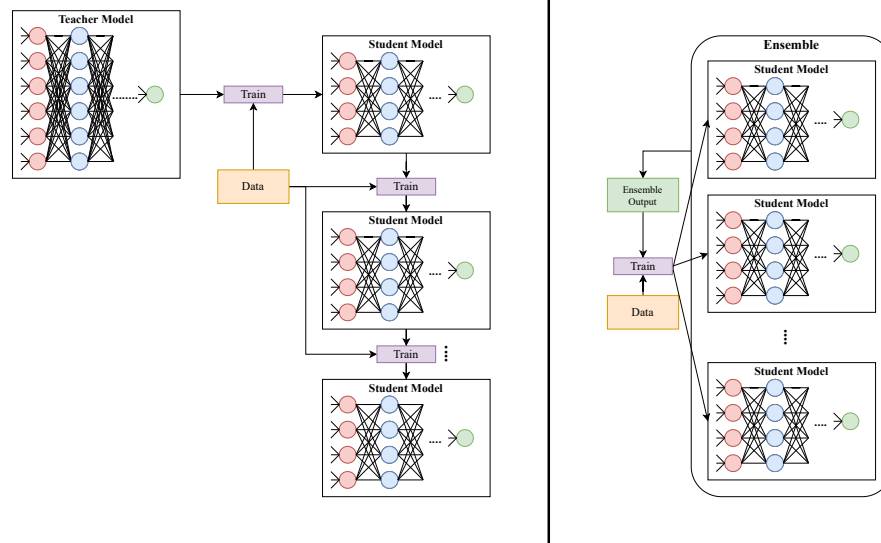 Teacher Model
........
Train
Student Model
....
Data
Train
Student Model
....
Train
Student Model
....
Ensemble
Student Model
....
Ensemble
Output
Student Model
....
Train
Data
Student Model
....